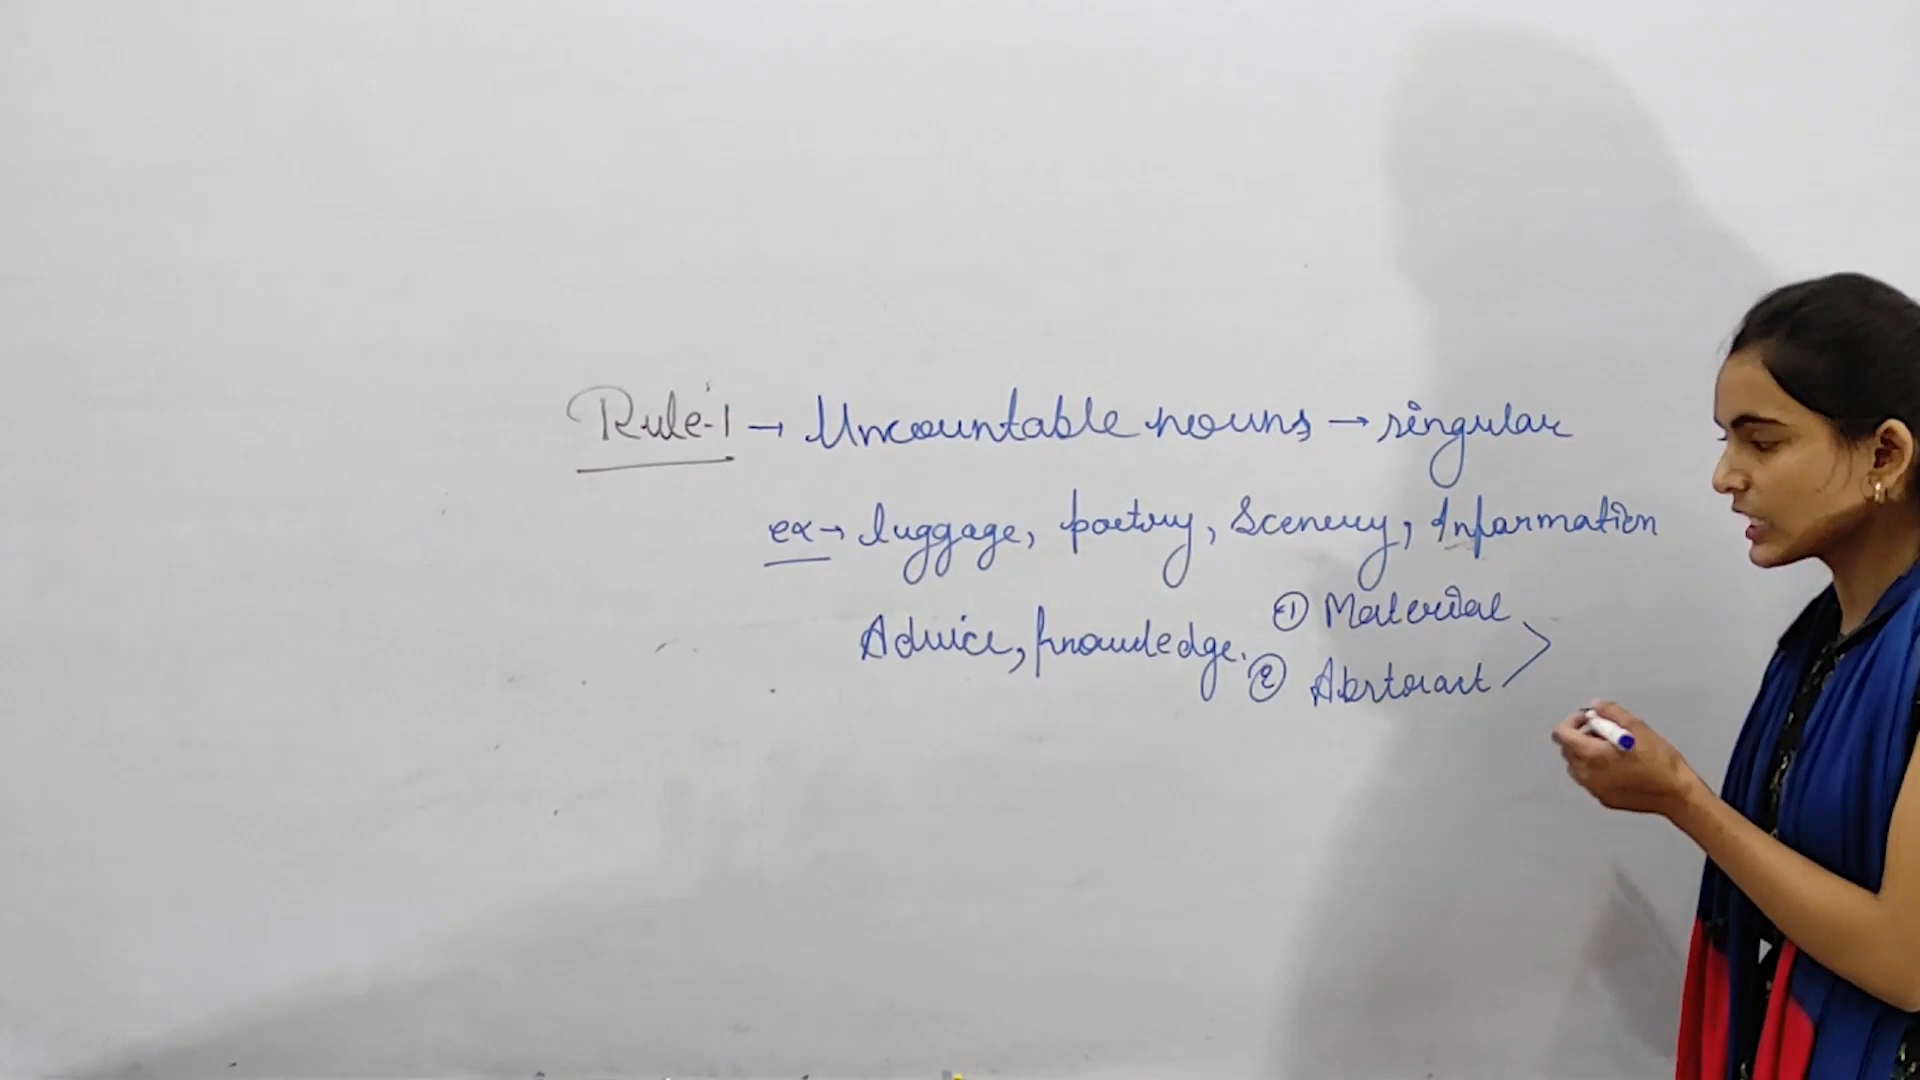 Rule-1 → Uncountable nouns → singular
ex → luggage, poetry, Scenery, Information
Advice, knowledge.
① Material
② Abstract